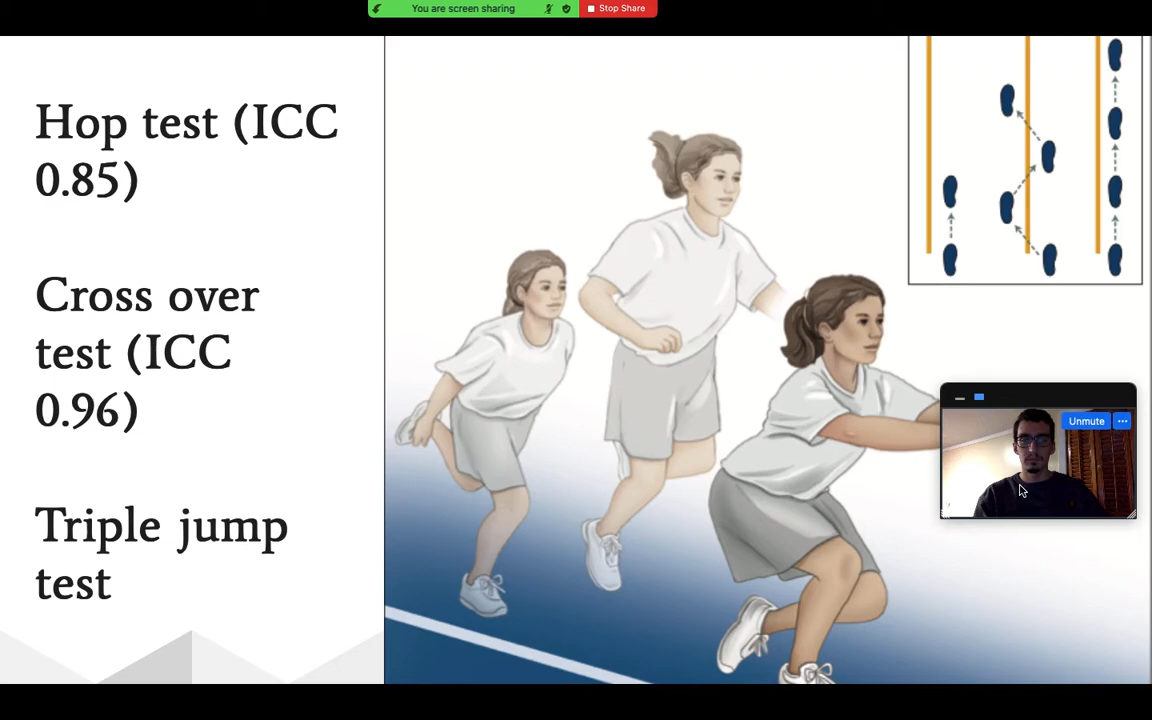 You are screen sharing
Stop Share
Hop test (ICC
0.85)
Cross over
test (ICC
0.96)
Triple jump
test
Unmute